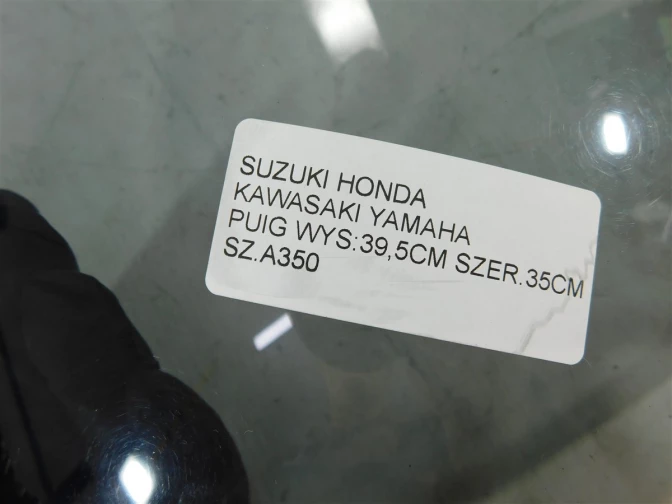 SUZUKI HONDA
KAWASAKI YAMAHA
PUIG WYS:39,5CM SZER.35CM
SZ.A350